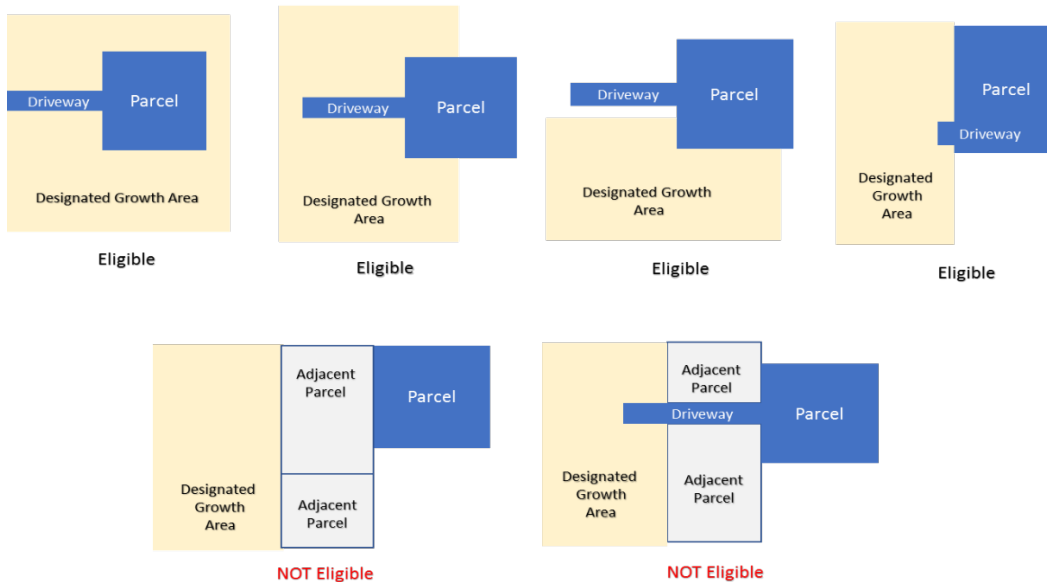 Driveway
Parcel
Designated Growth Area
Eligible
Driveway
Parcel
Designated Growth
Area
Eligible
Driveway
Parcel
Designated Growth
Area
Eligible
Parcel
Driveway
Designated
Growth
Area
Eligible
Adjacent
Parcel
Parcel
Designated
Growth
Area
Adjacent
Parcel
NOT Eligible
Adjacent
Parcel
Driveway
Parcel
Designated
Growth
Area
Adjacent
Parcel
NOT Eligible